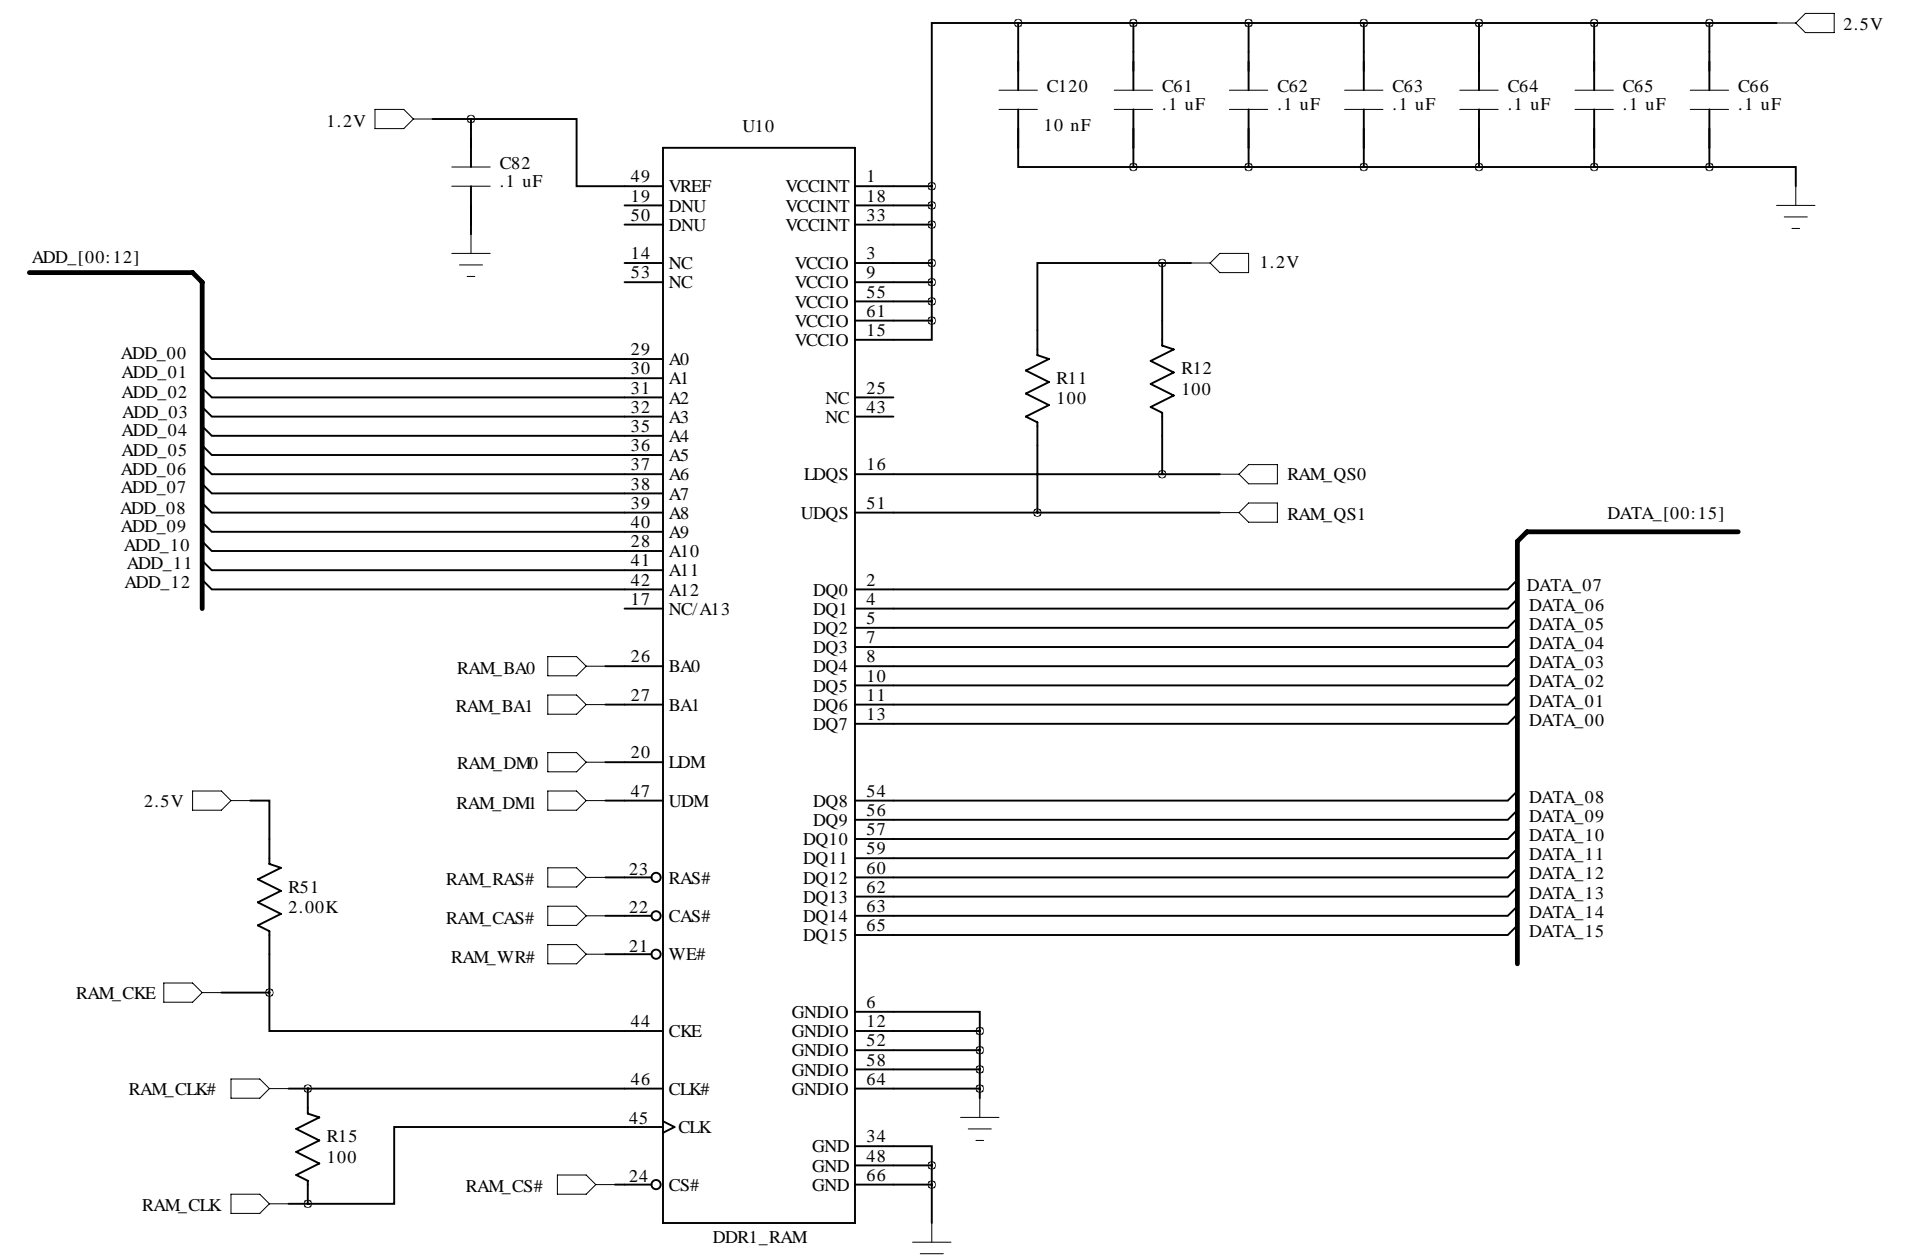 2.5V
C120
10 nF
C61
.1 uF
C62
.1 uF
C63
.1 uF
C64
.1 uF
C65
.1 uF
C66
.1 uF
1.2V
C82
.1 uF
U10
49 VREF
19 DNU
50 DNU
14 NC
53 NC
VCCINT 1
VCCINT 18
VCCINT 33
VCCIO 3
VCCIO 9
VCCIO 55
VCCIO 61
VCCIO 15
1.2V
R11
100
R12
100
NC 25
NC 43
LDQS 16 RAM_QS0
UDQS 51 RAM_QS1
ADD_[00:12]
ADD_00 29 A0
ADD_01 30 A1
ADD_02 31 A2
ADD_03 32 A3
ADD_04 35 A4
ADD_05 36 A5
ADD_06 37 A6
ADD_07 38 A7
ADD_08 39 A8
ADD_09 40 A9
ADD_10 28 A10
ADD_11 41 A11
ADD_12 42 A12
17 NC/A13
DATA_[00:15]
DQ0 2 DATA_07
DQ1 4 DATA_06
DQ2 5 DATA_05
DQ3 7 DATA_04
DQ4 8 DATA_03
DQ5 10 DATA_02
DQ6 11 DATA_01
DQ7 13 DATA_00
DQ8 54 DATA_08
DQ9 56 DATA_09
DQ10 57 DATA_10
DQ11 59 DATA_11
DQ12 60 DATA_12
DQ13 62 DATA_13
DQ14 63 DATA_14
DQ15 65 DATA_15
RAM_BA0 26 BA0
RAM_BA1 27 BA1
RAM_DM0 20 LDM
RAM_DM1 47 UDM
2.5V
R51
2.00K
RAM_RAS# 23 RAS#
RAM_CAS# 22 CAS#
RAM_WR# 21 WE#
RAM_CKE
44 CKE
RAM_CLK# 46 CLK#
R15
100
45 CLK
RAM_CLK
RAM_CS# 24 CS#
GNDIO 6
GNDIO 12
GNDIO 52
GNDIO 58
GNDIO 64
GND 34
GND 48
GND 66
DDR1_RAM